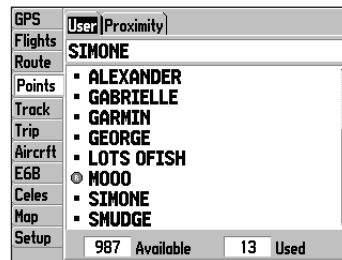 GPS
Flights
Route
Points
Track
Trip
Aircrft
E6B
Celes
Map
Setup
User Proximity
SIMONE
ALEXANDER
GABRIELLE
GARMIN
GEORGE
LOTS OFISH
MOOO
SIMONE
SMUDGE
987 Available 13 Used